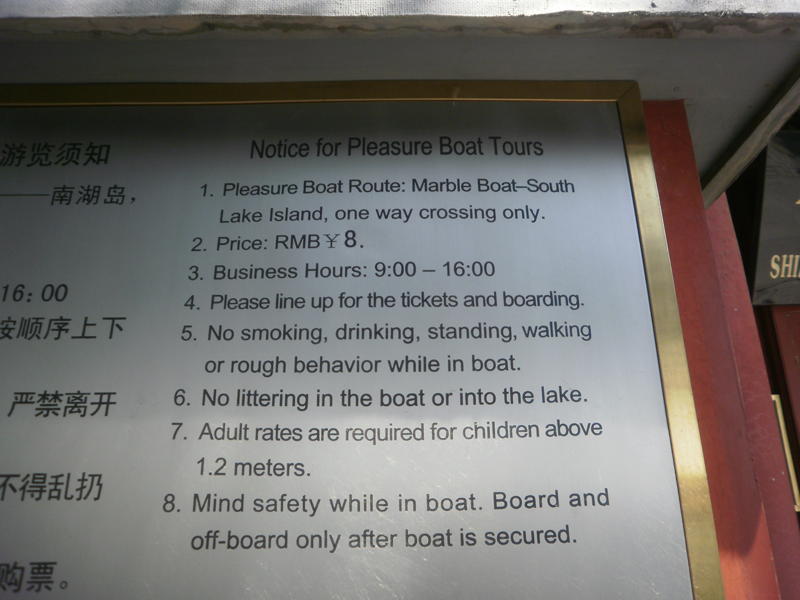 游览须知
——南湖岛，
16：00
按顺序上下
严禁离开
不得乱扔
购票。
Notice for Pleasure Boat Tours
1. Pleasure Boat Route: Marble Boat–South
Lake Island, one way crossing only.
2. Price: RMB￥8.
3. Business Hours: 9:00 – 16:00
4. Please line up for the tickets and boarding.
5. No smoking, drinking, standing, walking
or rough behavior while in boat.
6. No littering in the boat or into the lake.
7. Adult rates are required for children above
1.2 meters.
8. Mind safety while in boat. Board and
off-board only after boat is secured.